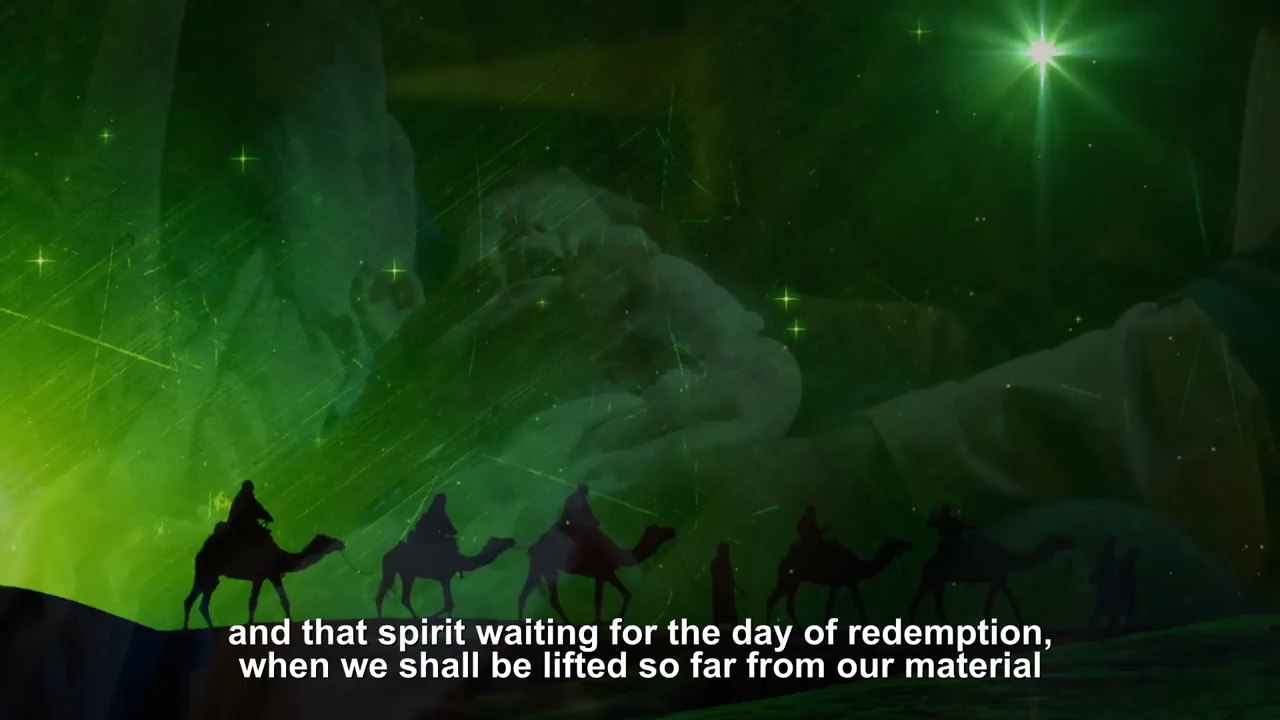 and that spirit waiting for the day of redemption,
when we shall be lifted so far from our material